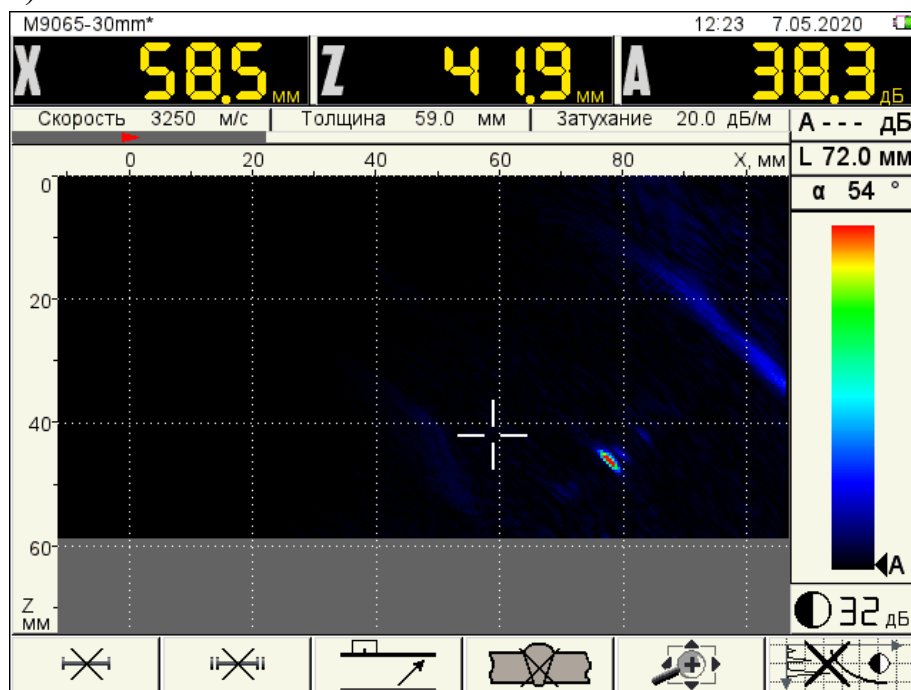 M9065-30mm* 12:23 7.05.2020
X 58.5 мм Z 41.9 мм A 38.3 дБ
Скорость 3250 м/с Толщина 59.0 мм Затухание 20.0 дБ/м A - - - дБ
0 20 40 60 80 X, мм L 72.0 мм
0 α 54 °
20
40
60
A
Z
мм 32 дБ